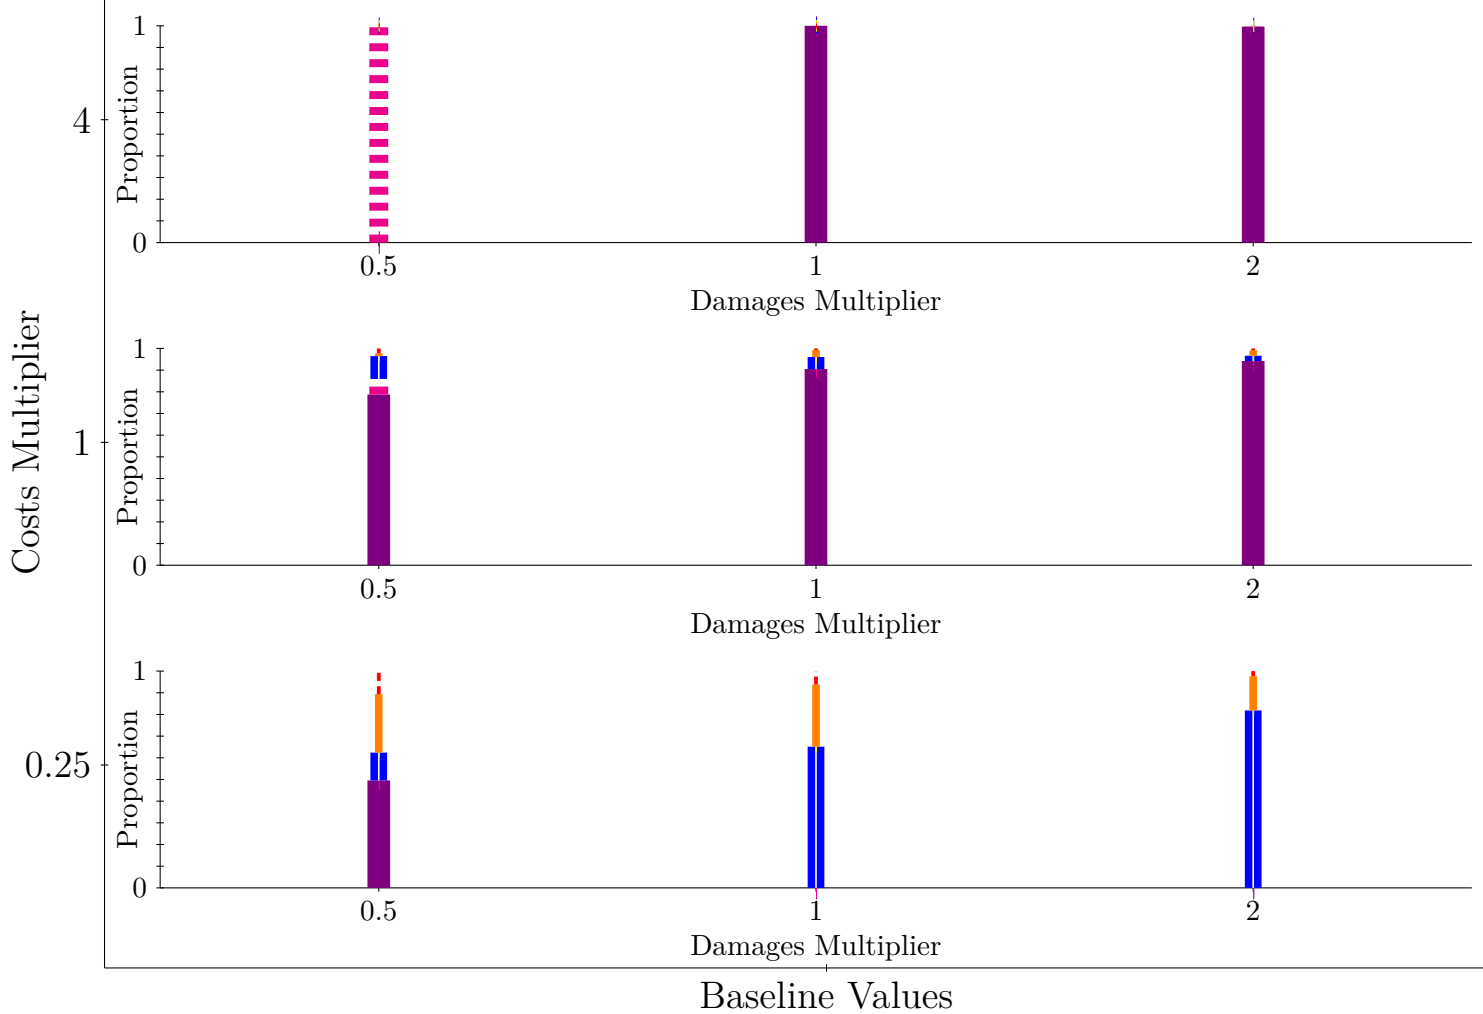 Costs Multiplier
4
Proportion
1
0
0.5 1 2
Damages Multiplier
1
Proportion
1
0
0.5 1 2
Damages Multiplier
0.25
Proportion
1
0
0.5 1 2
Damages Multiplier
Baseline Values